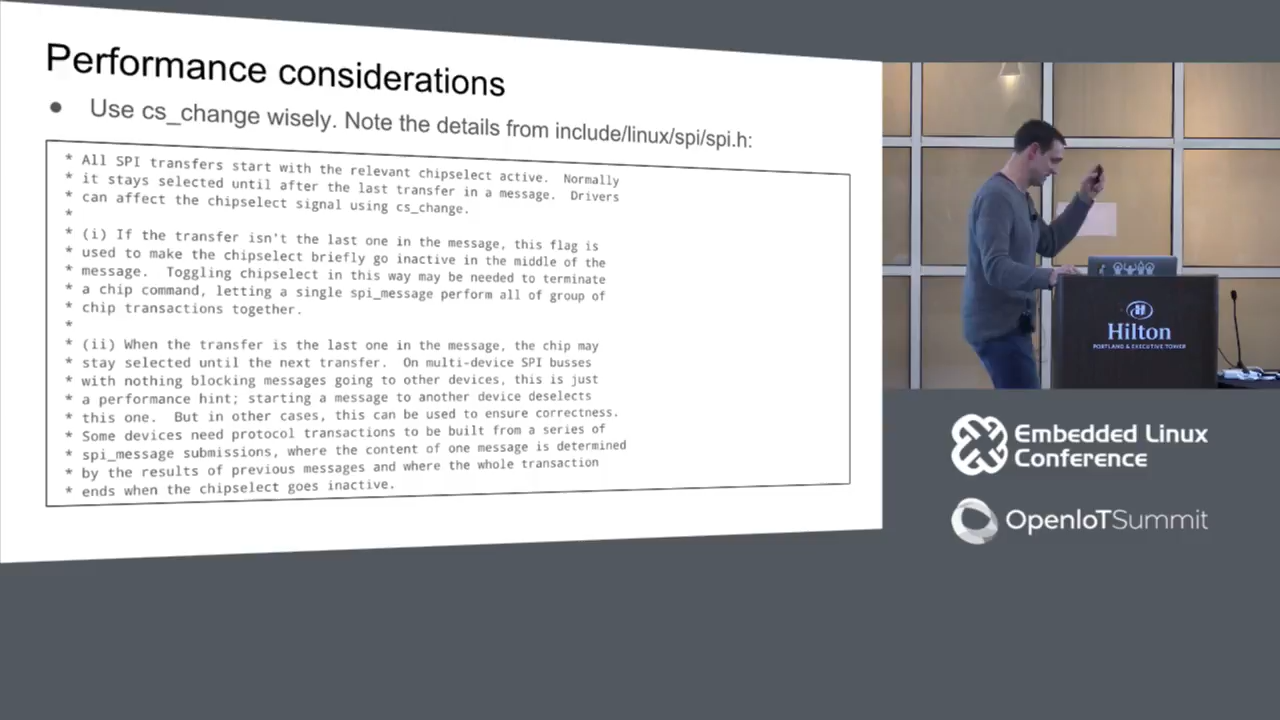 Performance considerations
● Use cs_change wisely. Note the details from include/linux/spi/spi.h:
* All SPI transfers start with the relevant chipselect active. Normally
* it stays selected until after the last transfer in a message. Drivers
* can affect the chipselect signal using cs_change.
*
* (i) If the transfer isn't the last one in the message, this flag is
* used to make the chipselect briefly go inactive in the middle of the
* message. Toggling chipselect in this way may be needed to terminate
* a chip command, letting a single spi_message perform all of group of
* chip transactions together.
*
* (ii) When the transfer is the last one in the message, the chip may
* stay selected until the next transfer. On multi-device SPI busses
* with nothing blocking messages going to other devices, this is just
* a performance hint; starting a message to another device deselects
* this one. But in other cases, this can be used to ensure correctness.
* Some devices need protocol transactions to be built from a series of
* spi_message submissions, where the content of one message is determined
* by the results of previous messages and where the whole transaction
* ends when the chipselect goes inactive.
Hilton
PORTLAND & EXECUTIVE TOWER
Embedded Linux
Conference
OpenIoTSummit